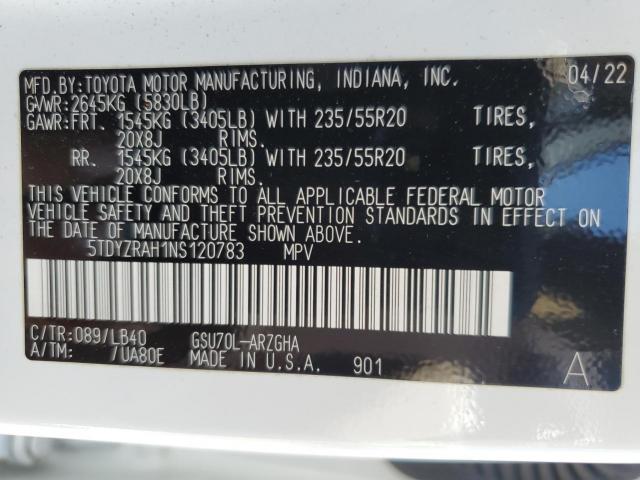 MFD.BY:TOYOTA MOTOR MANUFACTURING, INDIANA, INC. 04/22
GVWR:2645KG (5830LB)
GAWR:FRT. 1545KG (3405LB) WITH 235/55R20 TIRES,
20X8J RIMS.
RR. 1545KG (3405LB) WITH 235/55R20 TIRES,
20X8J RIMS.
THIS VEHICLE CONFORMS TO ALL APPLICABLE FEDERAL MOTOR
VEHICLE SAFETY AND THEFT PREVENTION STANDARDS IN EFFECT ON
THE DATE OF MANUFACTURE SHOWN ABOVE.
5TDYZRAH1NS120783 MPV
C/TR:089/LB40 GSU70L-ARZGHA
A/TM: /UA80E MADE IN U.S.A. 901 A